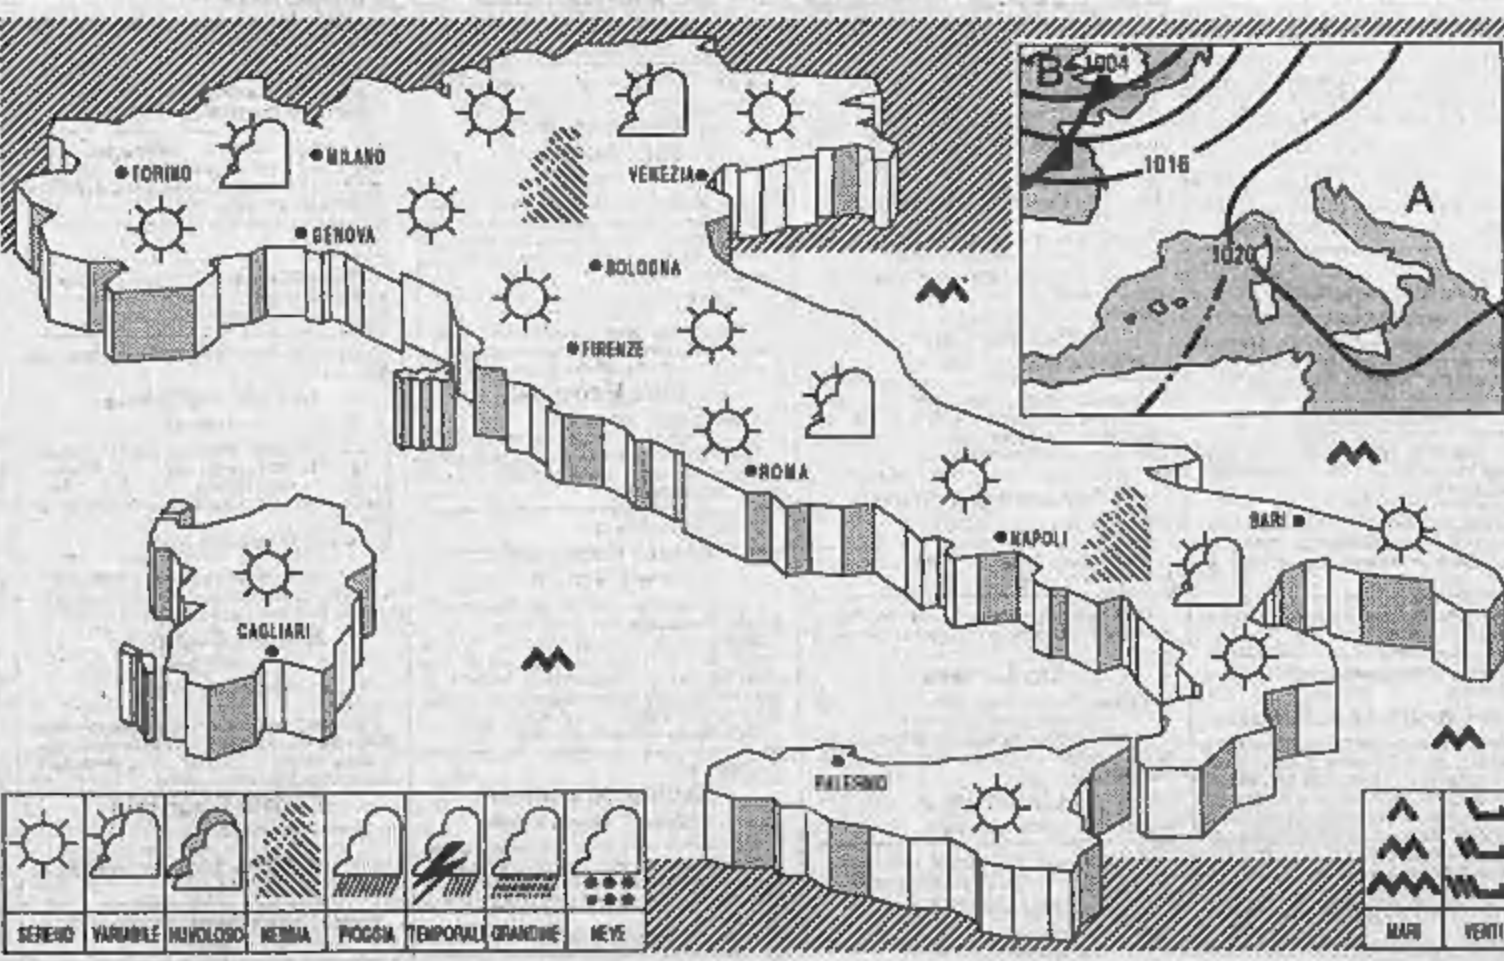 B 1004
1016
A
1020
MILANO
TORINO
VENEZIA
GENOVA
BOLOGNA
FIRENZE
ROMA
BARI
NAPOLI
CAGLIARI
PALERMO
SERENO VARIABILE NUVOLOSO NEBBIA PIOGGIA TEMPORALI GRANDINE NEVE
MARI VENTI